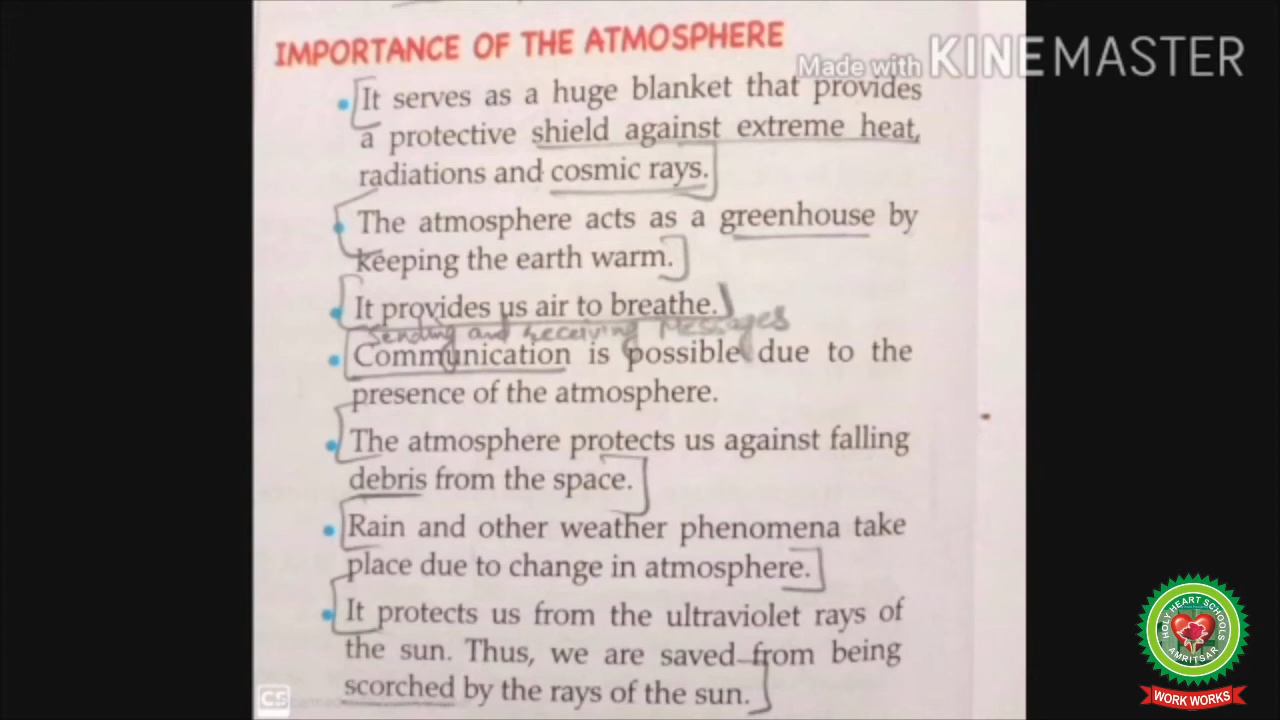 IMPORTANCE OF THE ATMOSPHERE
Made with KINEMASTER
• It serves as a huge blanket that provides
a protective shield against extreme heat,
radiations and cosmic rays.
• The atmosphere acts as a greenhouse by
keeping the earth warm.
• It provides us air to breathe.
Sending and receiving Messages
• Communication is possible due to the
presence of the atmosphere.
• The atmosphere protects us against falling
debris from the space.
• Rain and other weather phenomena take
place due to change in atmosphere.
• It protects us from the ultraviolet rays of
the sun. Thus, we are saved from being
scorched by the rays of the sun.
CS
HOLY HEART SCHOOLS
AMRITSAR
WORK WORKS